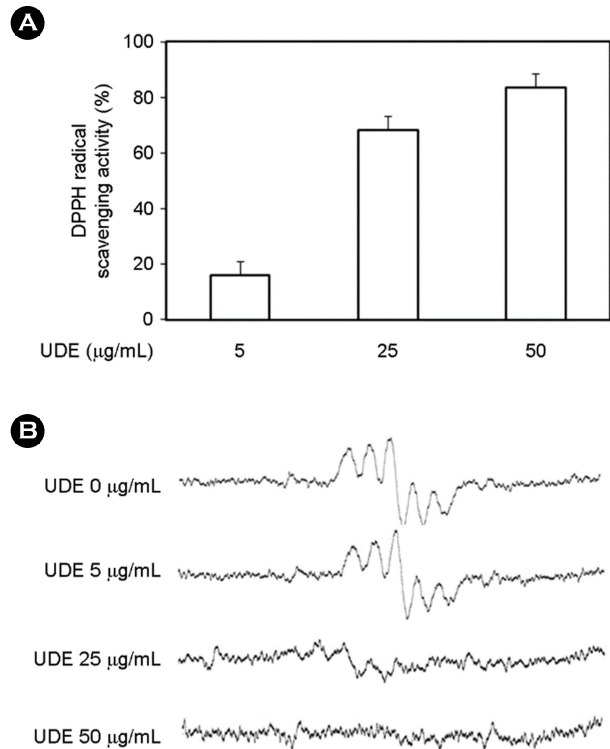 A
100
80
60
40
20
0
DPPH radical
scavenging activity (%)
UDE (μg/mL) 5 25 50
B
UDE 0 μg/mL
UDE 5 μg/mL
UDE 25 μg/mL
UDE 50 μg/mL